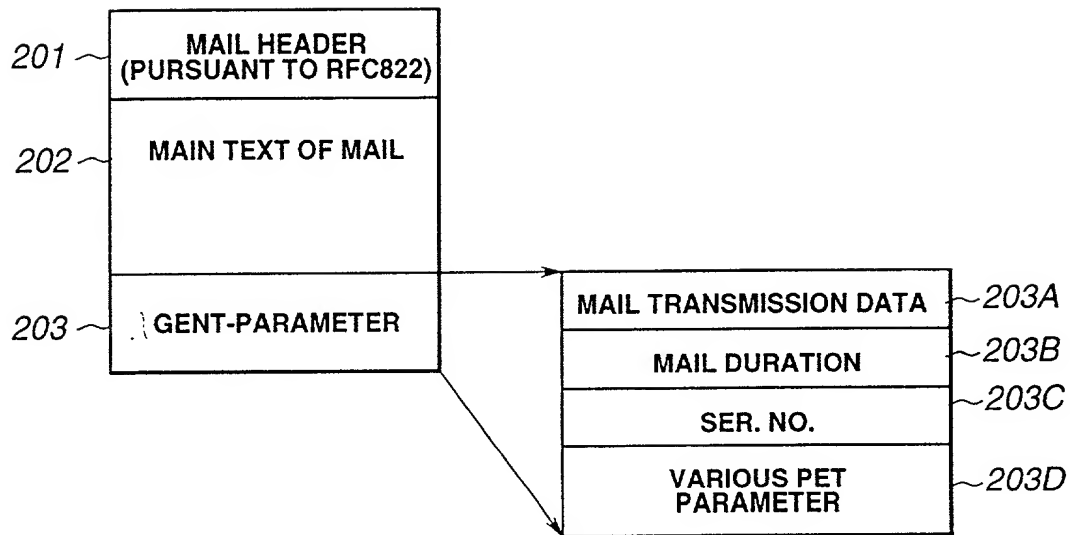 201
MAIL HEADER
(PURSUANT TO RFC822)
202
MAIN TEXT OF MAIL
203
GENT-PARAMETER
MAIL TRANSMISSION DATA
203A
MAIL DURATION
203B
SER. NO.
203C
VARIOUS PET
PARAMETER
203D